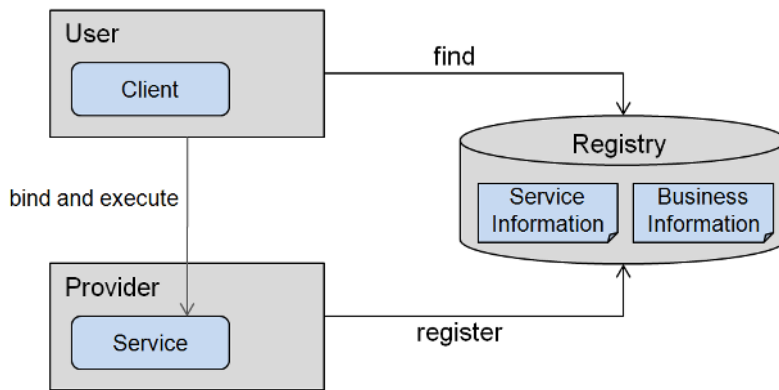 User
Client
find
Registry
Service
Information
Business
Information
bind and execute
Provider
Service
register